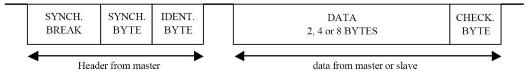 SYNCH.
BREAK
SYNCH.
BYTE
IDENT.
BYTE
DATA
2, 4 or 8 BYTES
CHECK.
BYTE
Header from master
data from master or slave